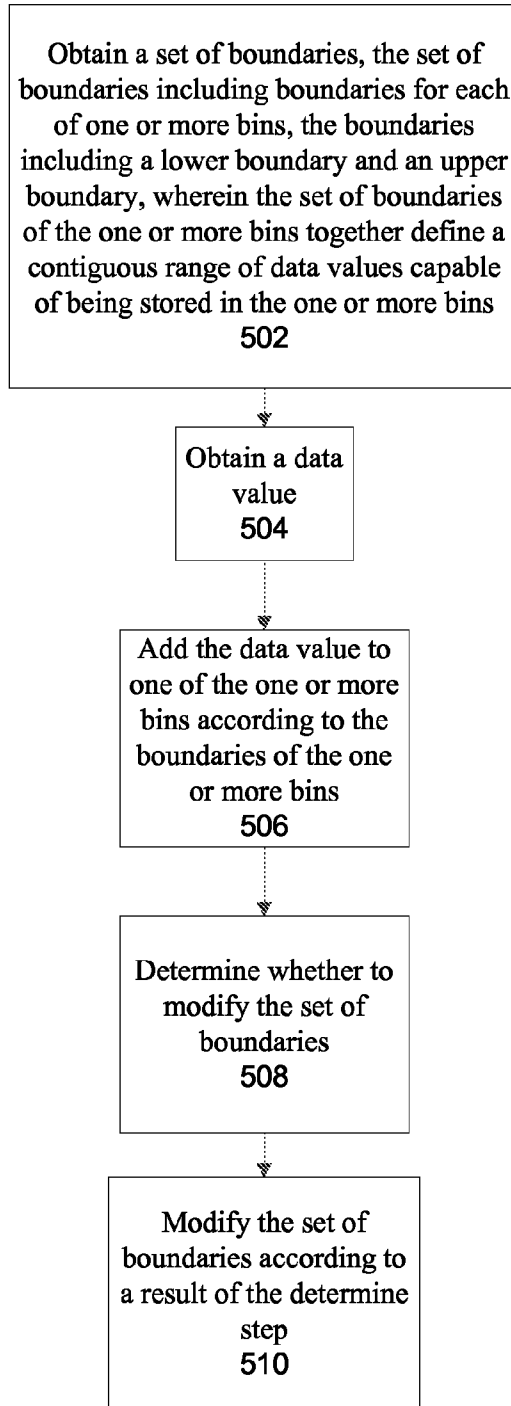 Obtain a set of boundaries, the set of
boundaries including boundaries for each
of one or more bins, the boundaries
including a lower boundary and an upper
boundary, wherein the set of boundaries
of the one or more bins together define a
contiguous range of data values capable
of being stored in the one or more bins
502
Obtain a data
value
504
Add the data value to
one of the one or more
bins according to the
boundaries of the one
or more bins
506
Determine whether to
modify the set of
boundaries
508
Modify the set of
boundaries according to
a result of the determine
step
510